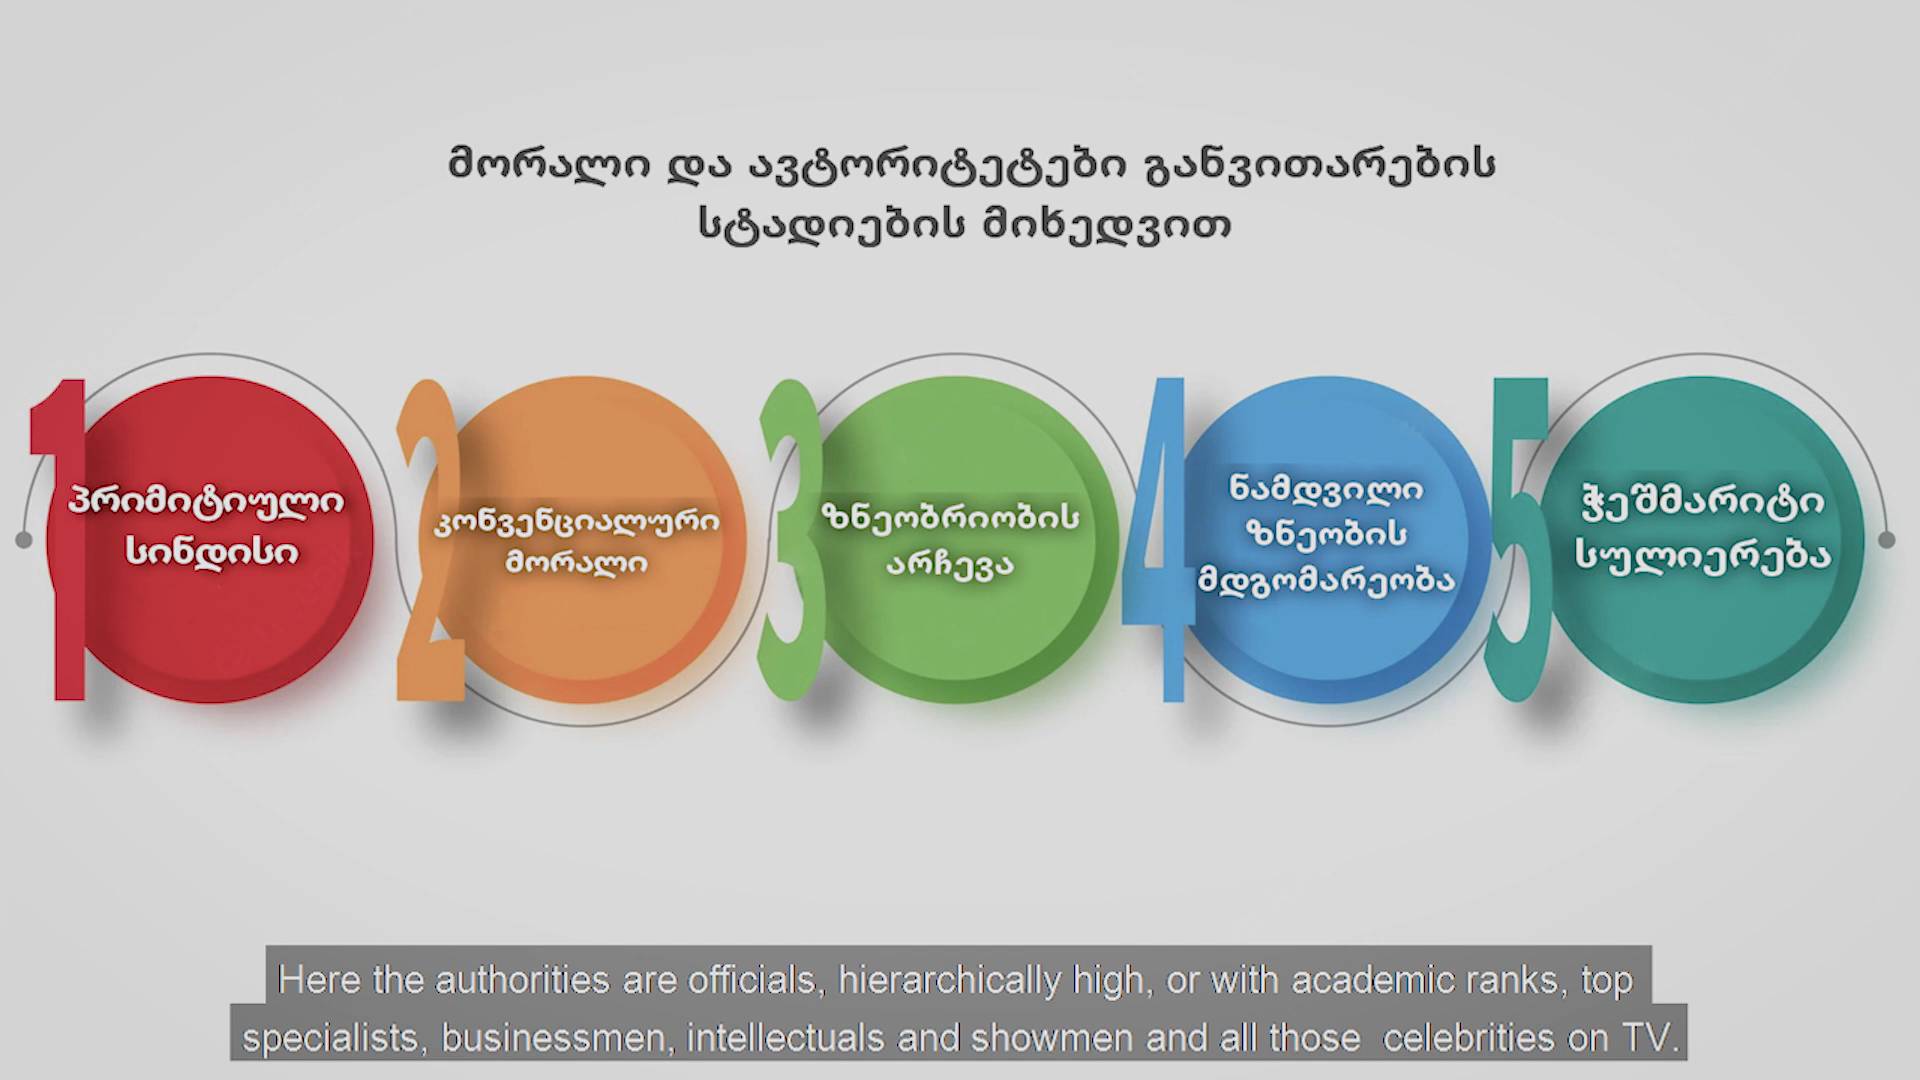 მორალი და ავტორიტეტები განვითარების
სტადიების მიხედვით
1
პრიმიტიული
სინდისი
2
კონვენციალური
მორალი
3
ზნეობრიობის
არჩევა
4
ნამდვილი
ზნეობის
მდგომარეობა
5
ჭეშმარიტი
სულიერება
Here the authorities are officials, hierarchically high, or with academic ranks, top
specialists, businessmen, intellectuals and showmen and all those celebrities on TV.